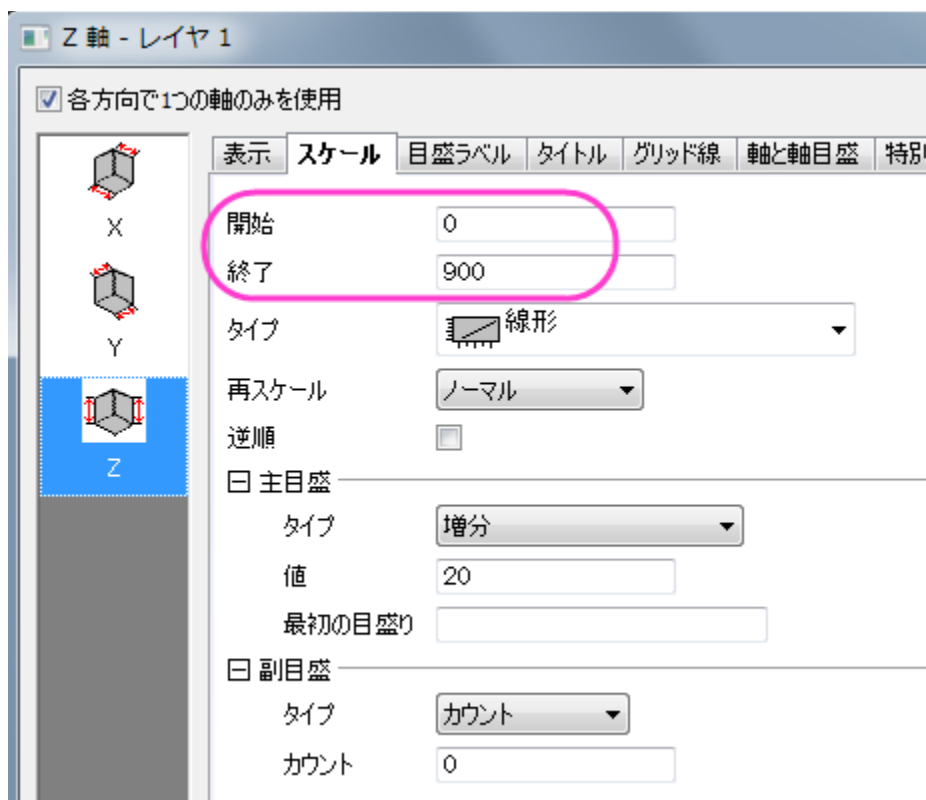 Z 軸 - レイヤ 1
各方向で1つの軸のみを使用
表示 スケール 目盛ラベル タイトル グリッド線 軸と軸目盛 特別
X
Y
Z
開始 0
終了 900
タイプ 線形
再スケール ノーマル
逆順
主目盛
タイプ 増分
値 20
最初の目盛り
副目盛
タイプ カウント
カウント 0